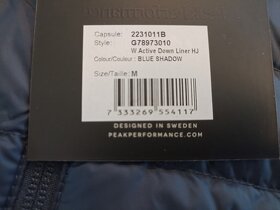 Capsule: 2231011B
Style: G78973010
W Active Down Liner HJ
Colour/Couleur : BLUE SHADOW
Size/Taille: M
7 333269 554117
DESIGNED IN SWEDEN
PEAKPERFORMANCE.COM